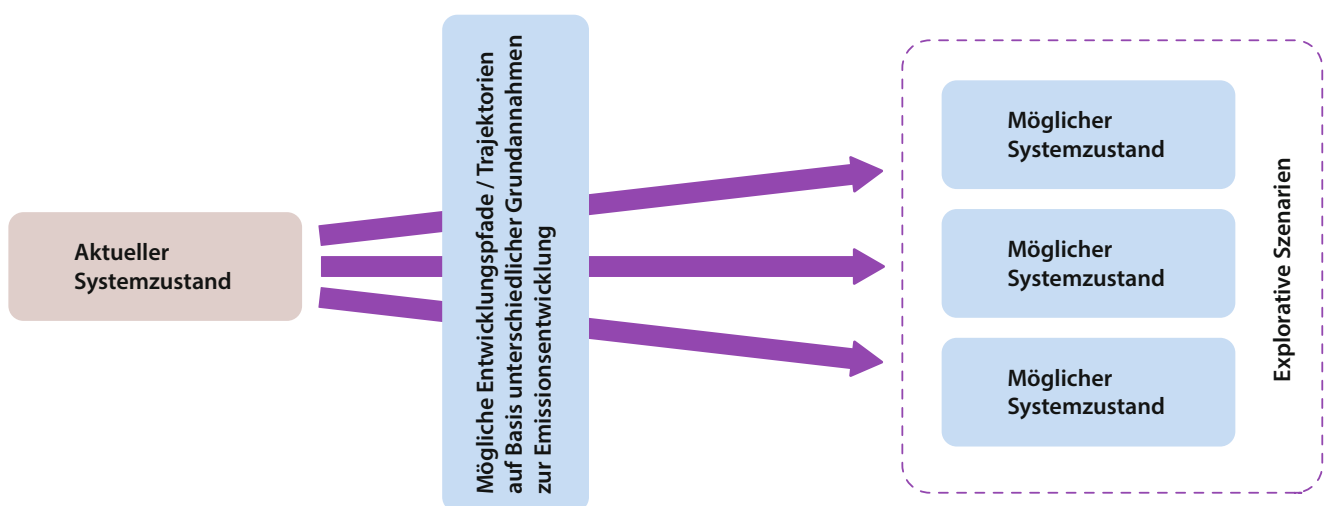 Aktueller
Systemzustand
Mögliche Entwicklungspfade / Trajektorien
auf Basis unterschiedlicher Grundannahmen
zur Emissionsentwicklung
Möglicher
Systemzustand
Möglicher
Systemzustand
Möglicher
Systemzustand
Explorative Szenarien